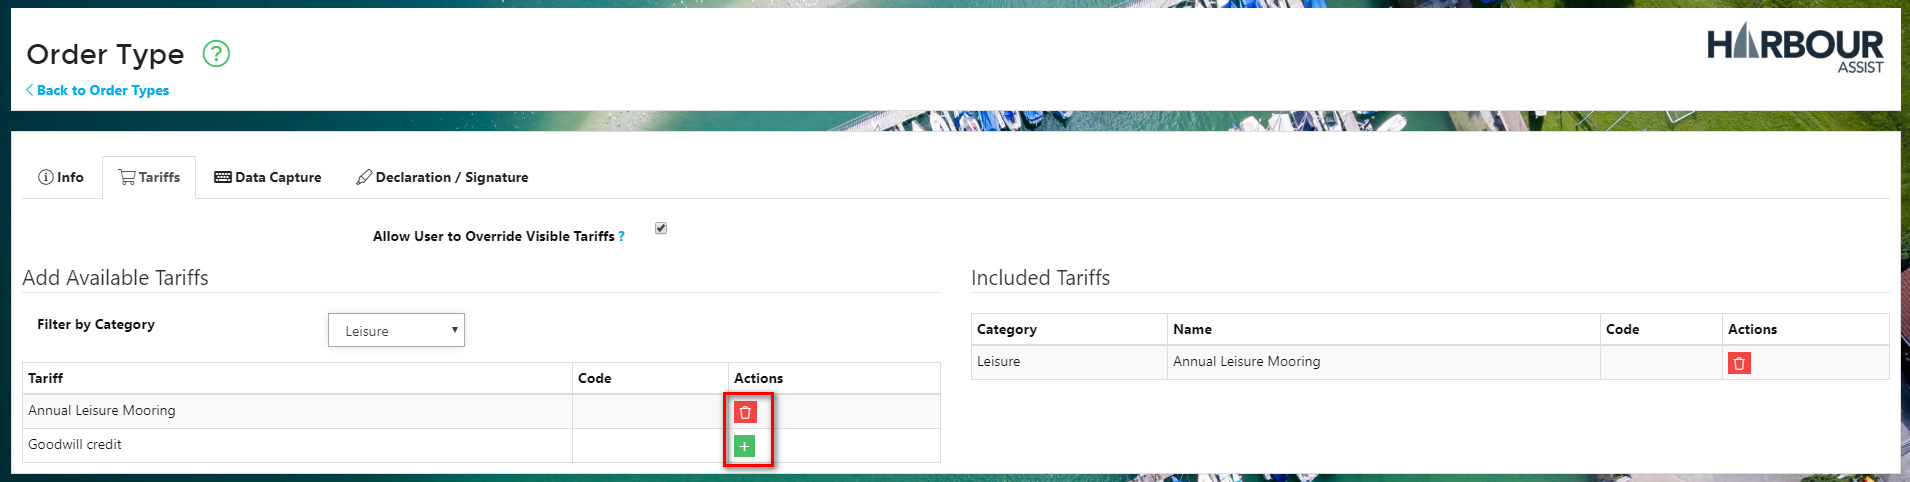 Order Type ?
HARBOUR
ASSIST
Back to Order Types
Info Tariffs Data Capture Declaration / Signature
Allow User to Override Visible Tariffs ?
Add Available Tariffs
Filter by Category Leisure
Tariff Code Actions
Annual Leisure Mooring
Goodwill credit
Included Tariffs
Category Name Code Actions
Leisure Annual Leisure Mooring